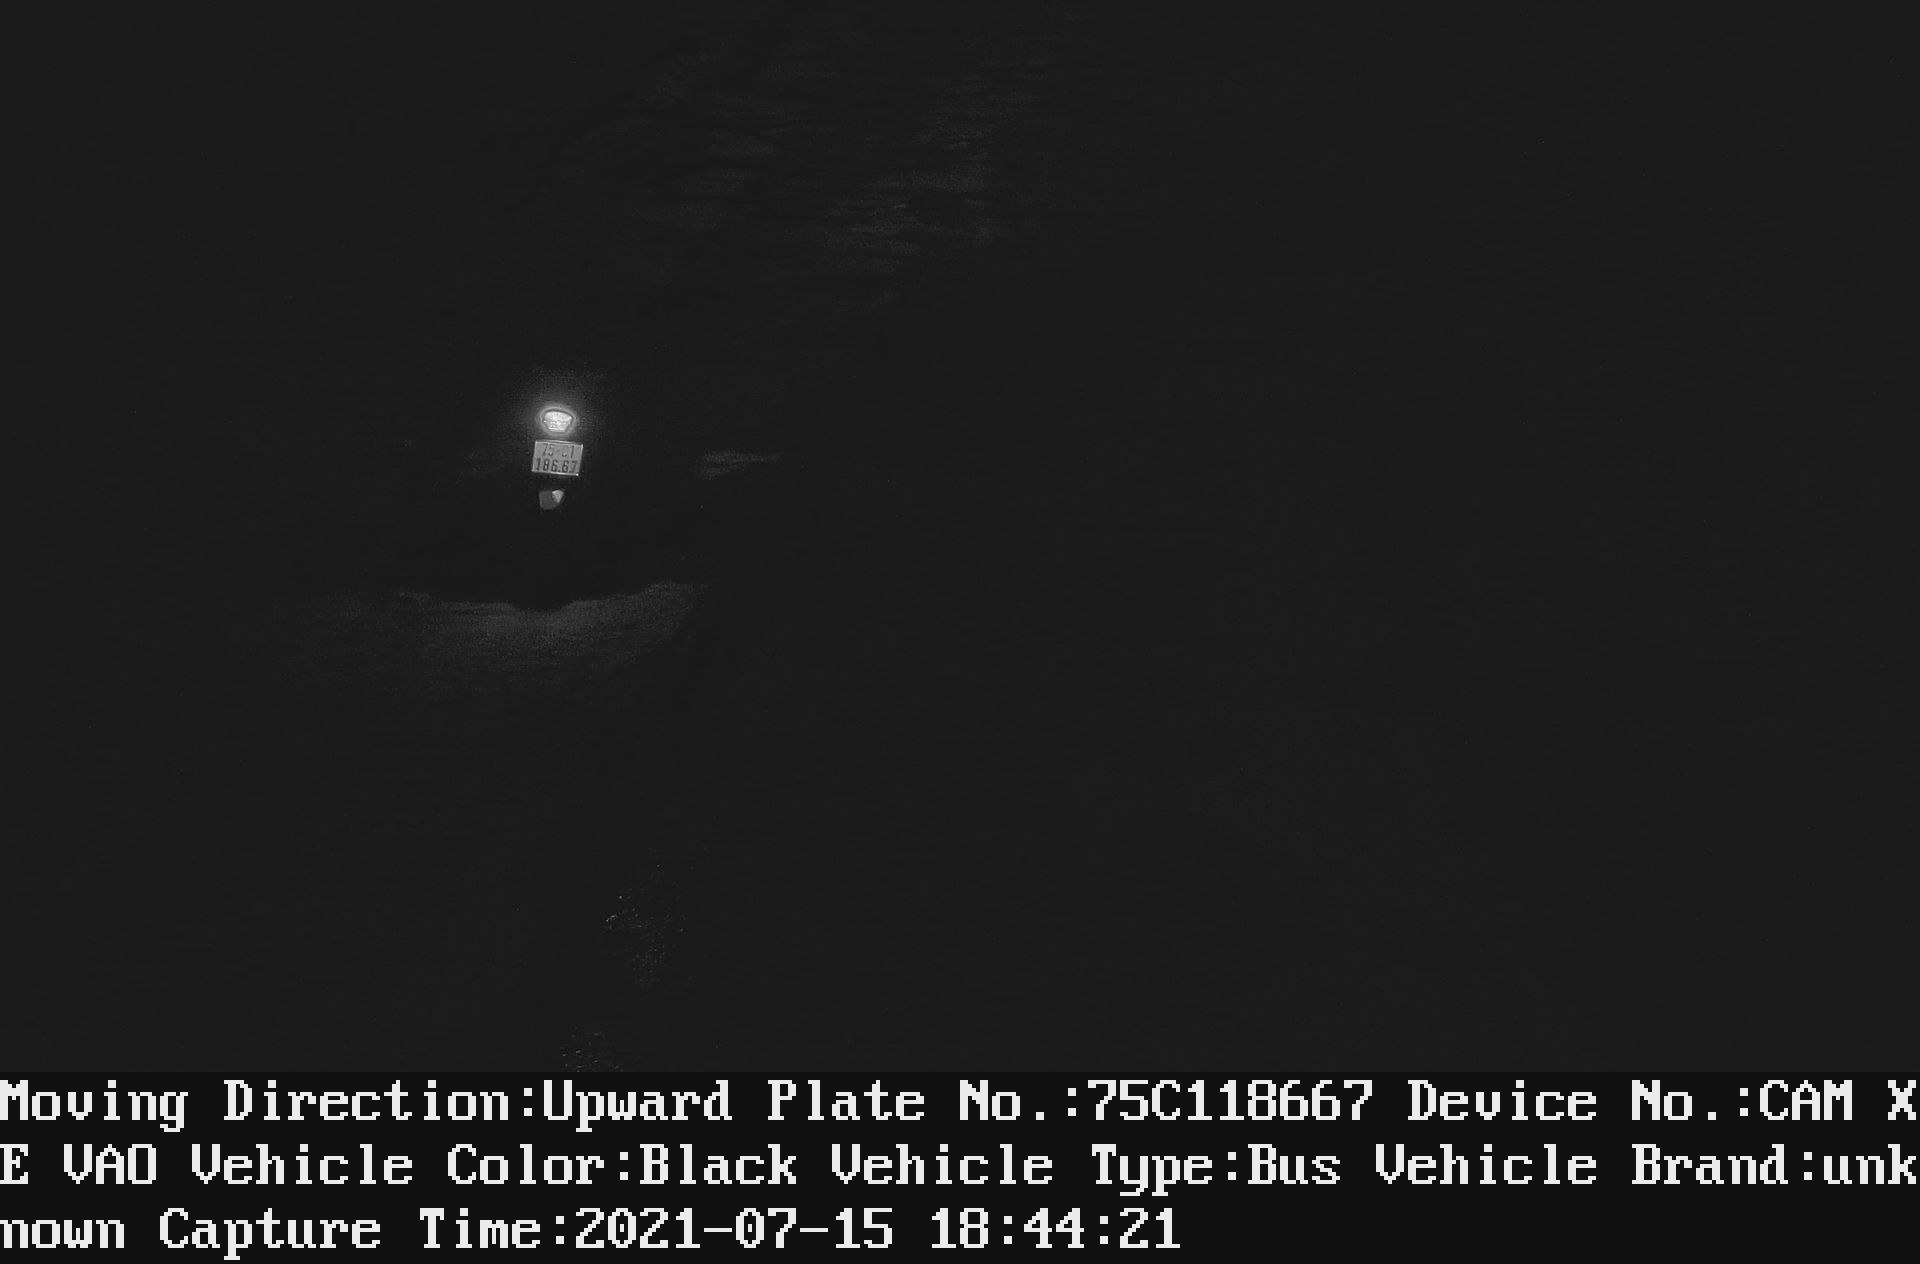 75-C1
186.67
Moving Direction:Upward Plate No.:75C118667 Device No.:CAM X
E VAO Vehicle Color:Black Vehicle Type:Bus Vehicle Brand:unk
nown Capture Time:2021-07-15 18:44:21